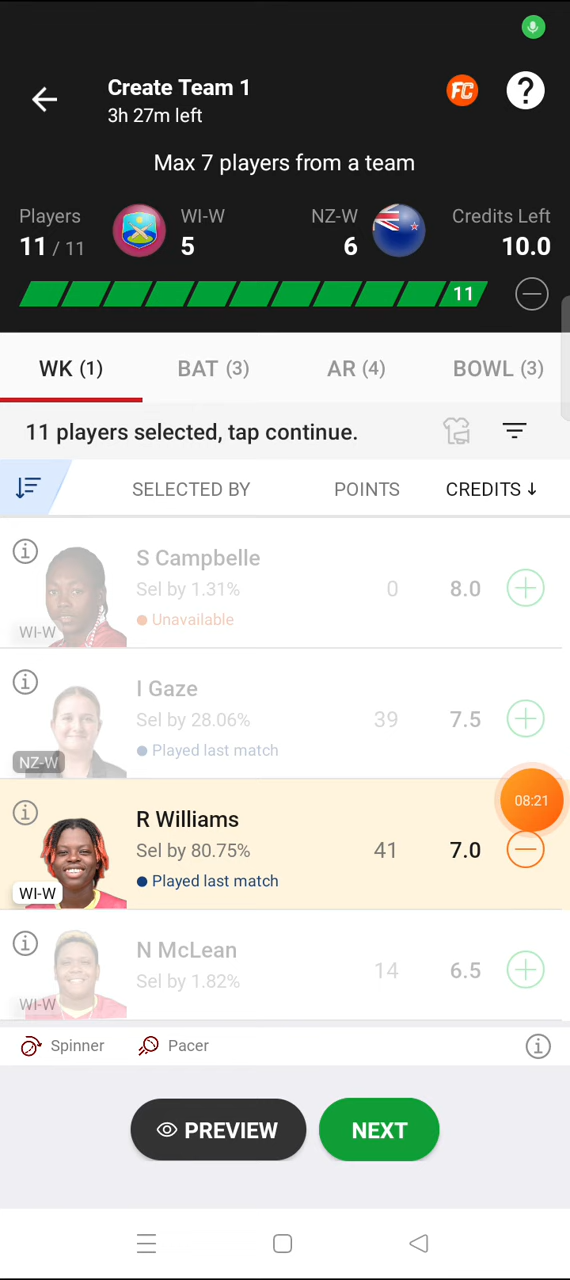 Create Team 1
FC
?
3h 27m left
Max 7 players from a team
Players WI-W NZ-W Credits Left
11 / 11 5 6 10.0
11
WK (1) BAT (3) AR (4) BOWL (3)
11 players selected, tap continue.
SELECTED BY POINTS CREDITS ↓
S Campbelle
Sel by 1.31% 0 8.0
Unavailable
WI-W
I Gaze
Sel by 28.06% 39 7.5
Played last match
NZ-W
08:21
R Williams
Sel by 80.75% 41 7.0
Played last match
WI-W
N McLean
Sel by 1.82% 14 6.5
WI-W
Spinner Pacer
PREVIEW NEXT